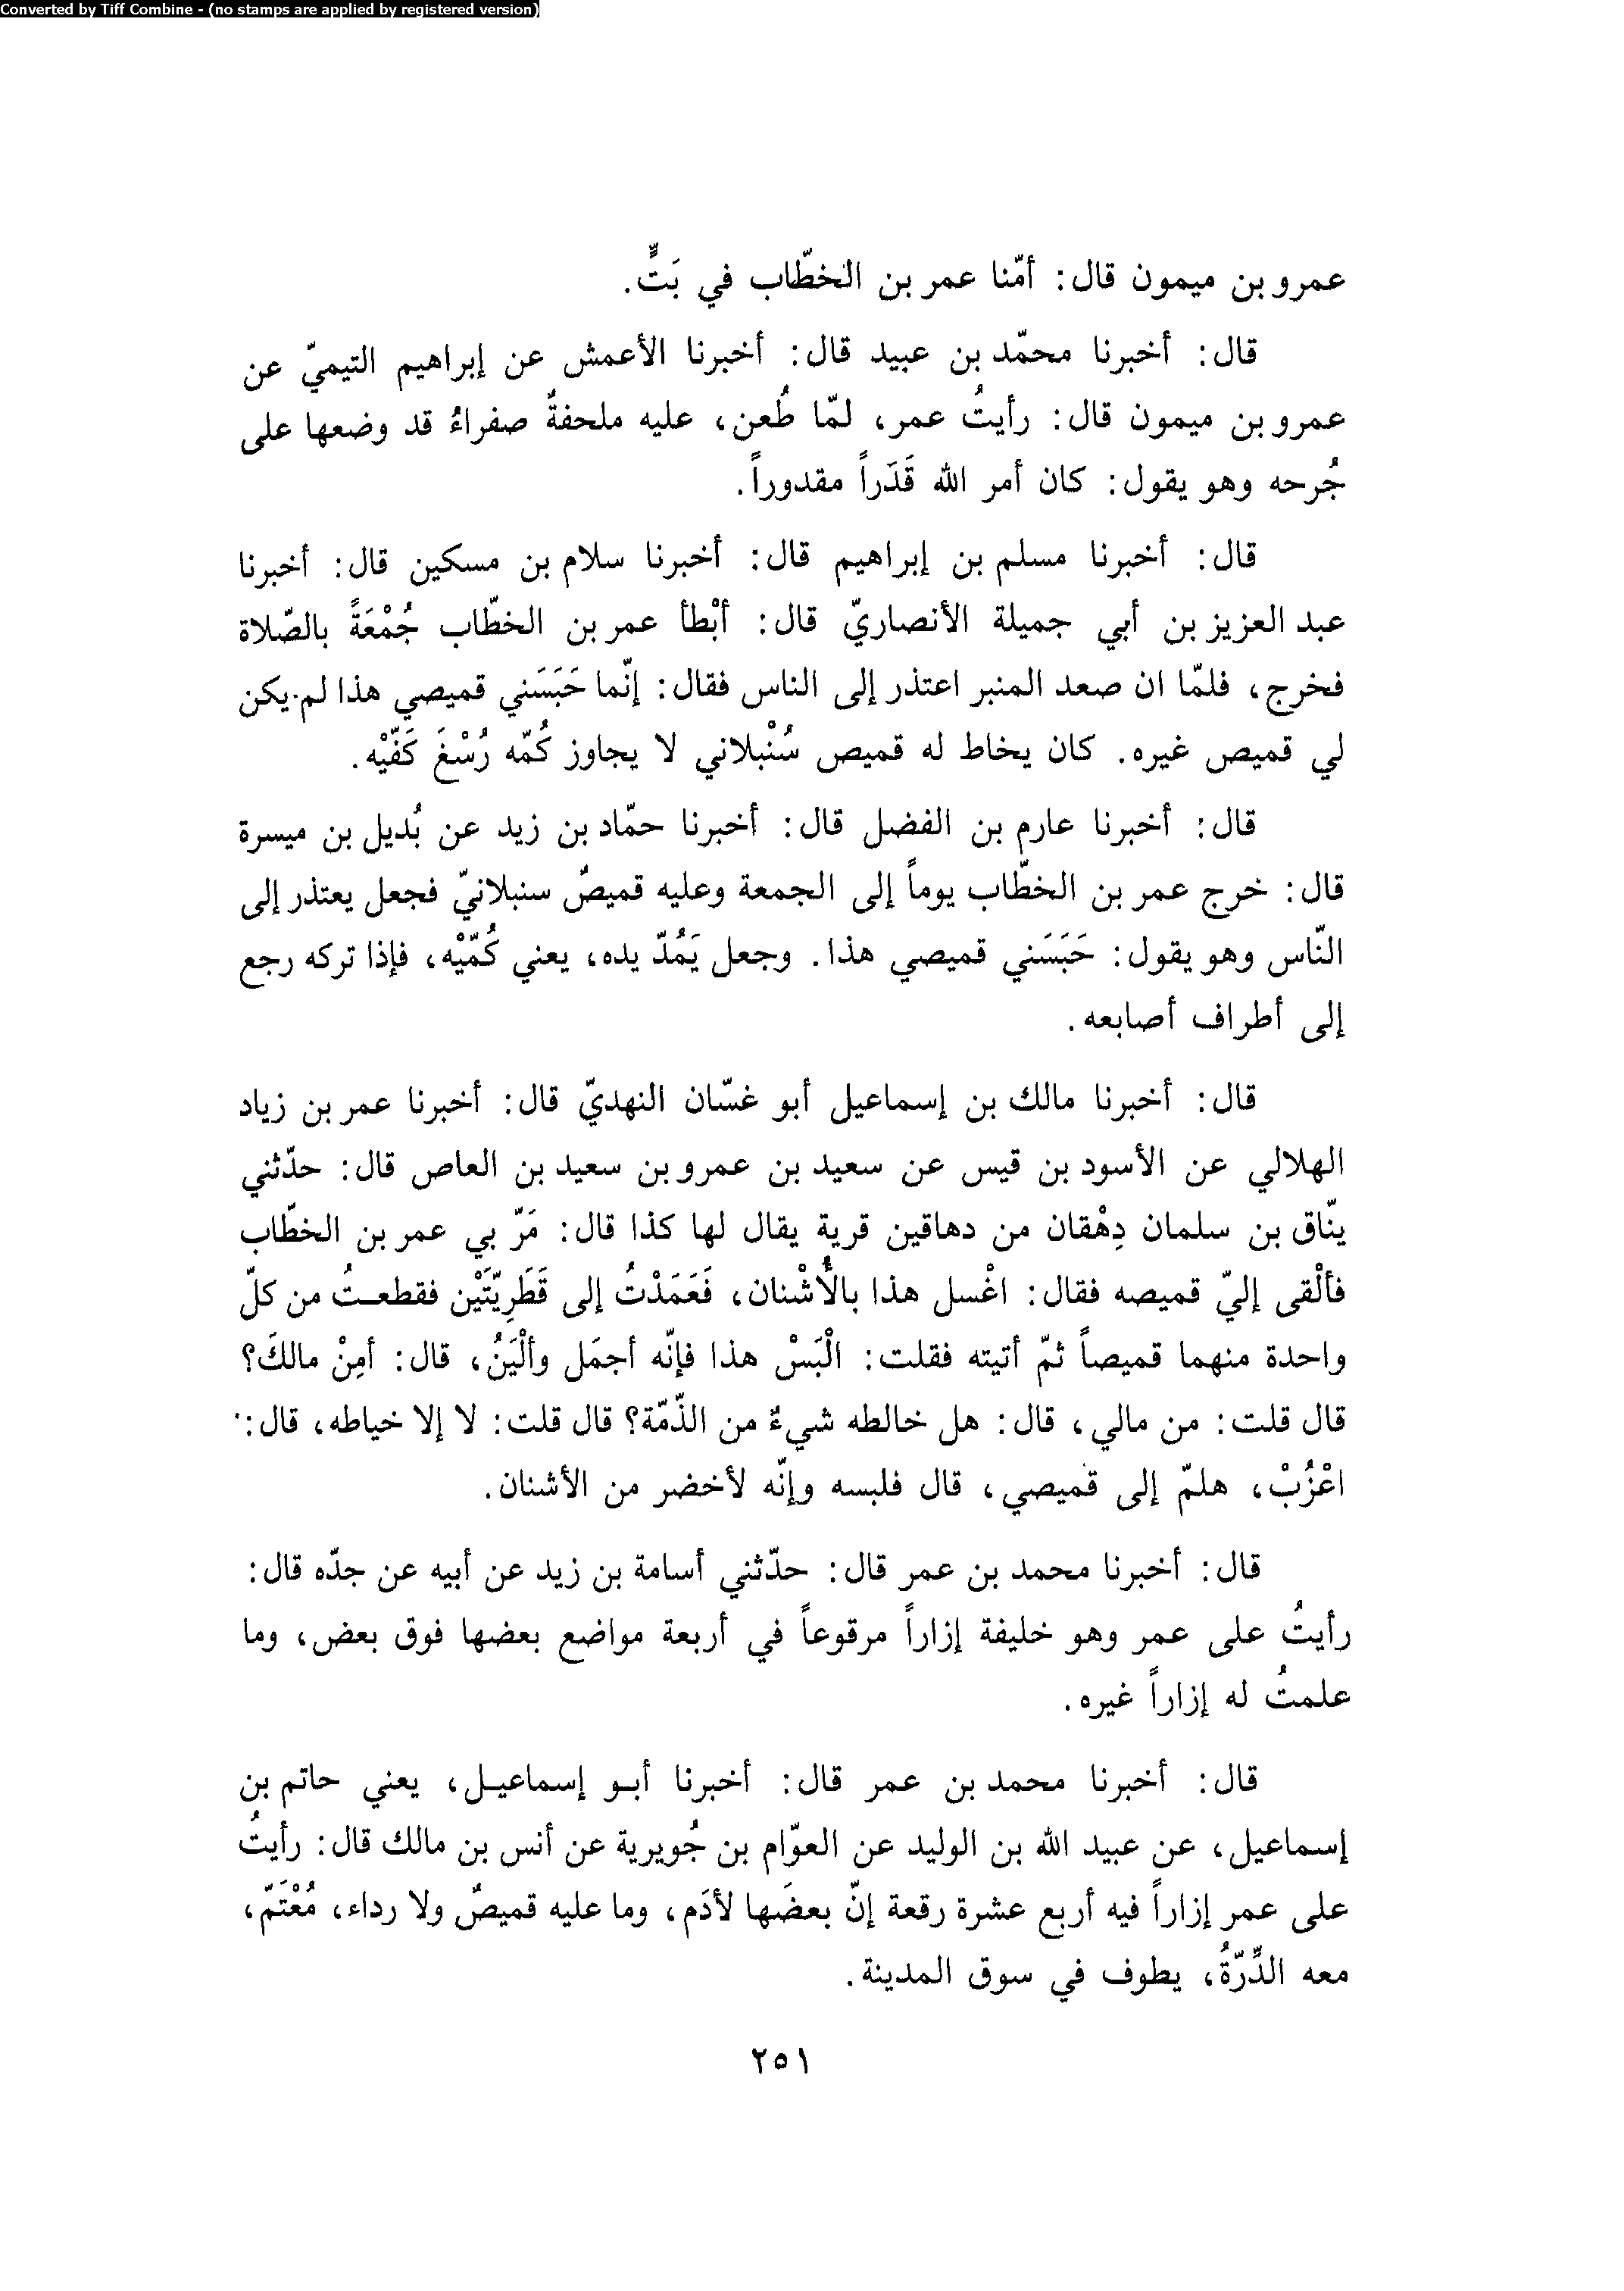 Converted by Tiff Combine - (no stamps are applied by registered version)
عمرو بن ميمون قال: أمّنا عمر بن الخطّاب في بَتٍّ.
قال: أخبرنا محمّد بن عبيد قال: أخبرنا الأعمش عن إبراهيم التيميّ عن
عمرو بن ميمون قال: رأيتُ عمر، لمّا طُعن، عليه ملحفةٌ صفراءُ قد وضعها على
جُرحه وهو يقول: كان أمر الله قَدَراً مقدوراً.
قال: أخبرنا مسلم بن إبراهيم قال: أخبرنا سلام بن مسكين قال: أخبرنا
عبد العزيز بن أبي جميلة الأنصاريّ قال: أبْطأ عمر بن الخطّاب جُمْعَةً بالصّلاة
فخرج، فلمّا ان صعد المنبر اعتذر إلى الناس فقال: إنّما حَبَسَني قميصي هذا لم يكن
لي قميص غيره. كان يخاط له قميص سُنْبلاني لا يجاوز كُمّه رُسْغَ كَفّيْه.
قال: أخبرنا عارم بن الفضل قال: أخبرنا حمّاد بن زيد عن بُديل بن ميسرة
قال: خرج عمر بن الخطّاب يوماً إلى الجمعة وعليه قميصٌ سنبلانيّ فجعل يعتذر إلى
النّاس وهو يقول: حَبَسَني قميصي هذا. وجعل يَمُدّ يده، يعني كُمّيْه، فإذا تركه رجع
إلى أطراف أصابعه.
قال: أخبرنا مالك بن إسماعيل أبو غسّان النهديّ قال: أخبرنا عمر بن زياد
الهلالي عن الأسود بن قيس عن سعيد بن عمرو بن سعيد بن العاص قال: حدّثني
ينّاق بن سلمان دِهْقان من دهاقين قرية يقال لها كذا قال: مَرّ بي عمر بن الخطّاب
فألْقى إليّ قميصه فقال: اغْسل هذا بالأُشْنان، فَعَمَدْتُ إلى قَطَرِيّتَيْن فقطعـتُ من كلّ
واحدة منهما قميصاً ثمّ أتيته فقلت: الْبَسْ هذا فإنّه أجمَل وألْيَنُ، قال: أمِنْ مالكَ؟
قال قلت: من مالي، قال: هل خالطه شيءٌ من الذّمّة؟ قال قلت: لا إلا خياطه، قال:
اعْزُبْ، هلمّ إلى قميصي، قال فلبسه وإنّه لأخضر من الأشنان.
قال: أخبرنا محمد بن عمر قال: حدّثني أسامة بن زيد عن أبيه عن جدّه قال:
رأيتُ على عمر وهو خليفة إزاراً مرقوعاً في أربعة مواضع بعضها فوق بعض، وما
علمتُ له إزاراً غيره.
قال: أخبرنا محمد بن عمر قال: أخبرنا أبـو إسماعيـل، يعني حاتم بن
إسماعيل، عن عبيد الله بن الوليد عن العوّام بن جُويرية عن أنس بن مالك قال: رأيتُ
على عمر إزاراً فيه أربع عشرة رقعة إنّ بعضَها لأدَم، وما عليه قميصٌ ولا رداء، مُعْتَمّ،
معه الدِّرّةُ، يطوف في سوق المدينة.
٢٥١